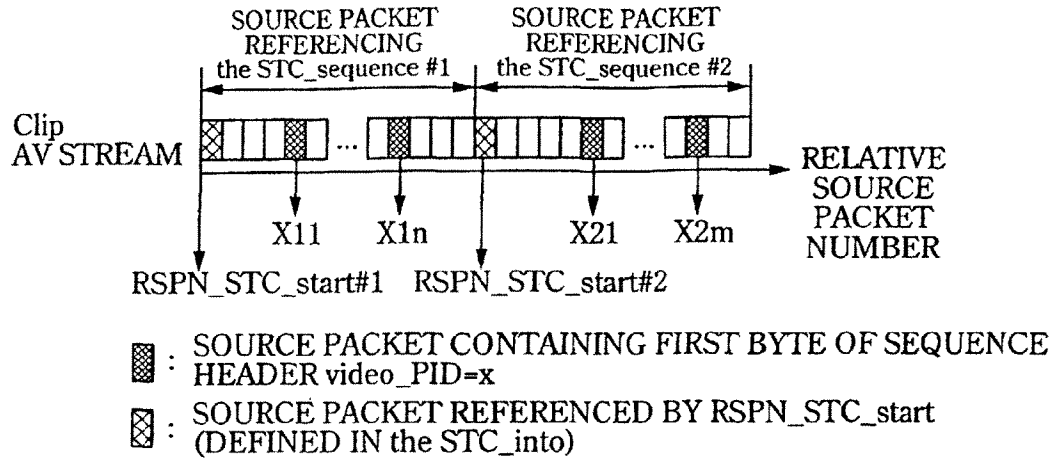 SOURCE PACKET
REFERENCING
the STC_sequence #1
SOURCE PACKET
REFERENCING
the STC_sequence #2
Clip
AV STREAM
...
...
RELATIVE
SOURCE
PACKET
NUMBER
X11
X1n
X21
X2m
RSPN_STC_start#1
RSPN_STC_start#2
: SOURCE PACKET CONTAINING FIRST BYTE OF SEQUENCE
HEADER video_PID=x
: SOURCE PACKET REFERENCED BY RSPN_STC_start
(DEFINED IN the STC_into)